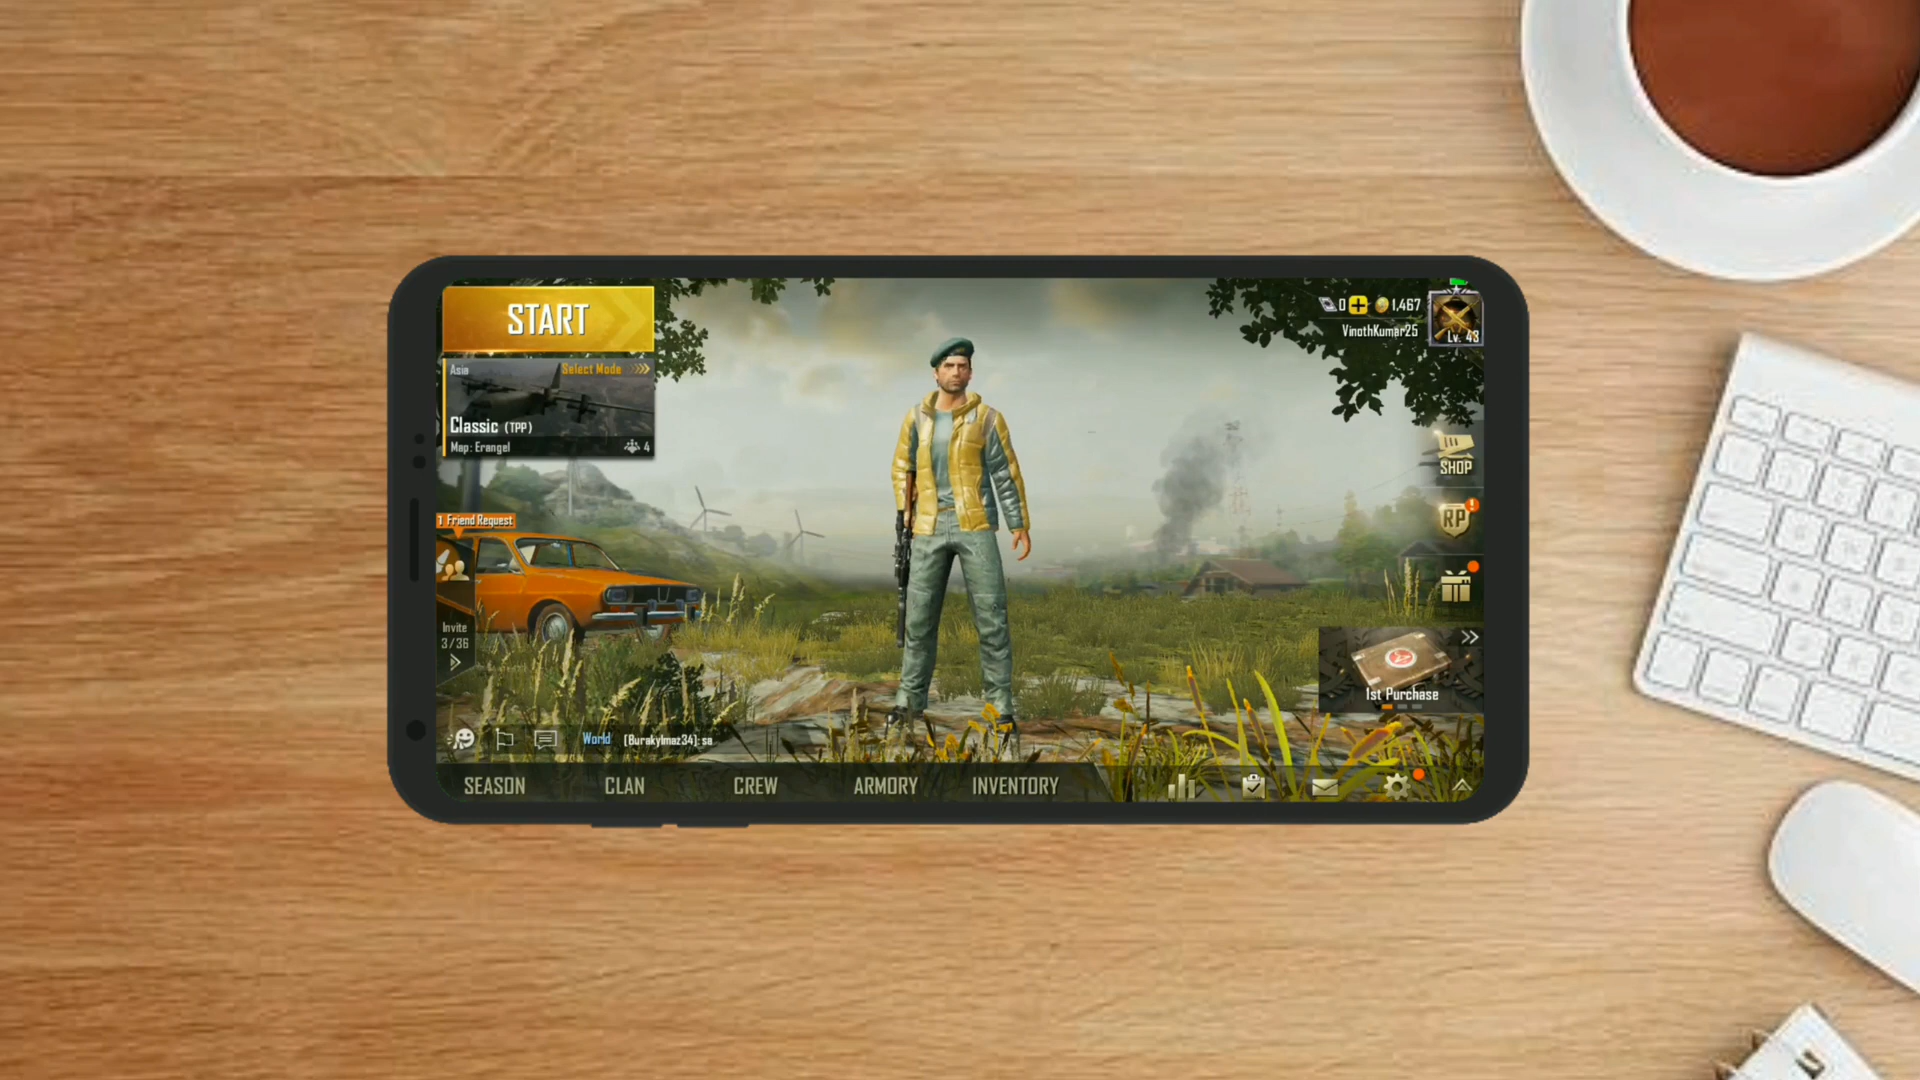 START
Asia
Select Mode
Classic (TPP)
Map: Erangel
4
0
1,467
VinothKumar25
Lv. 43
SHOP
RP
1 Friend Request
Invite
3/36
1st Purchase
World [Burakylmaz34]: sa
SEASON
CLAN
CREW
ARMORY
INVENTORY